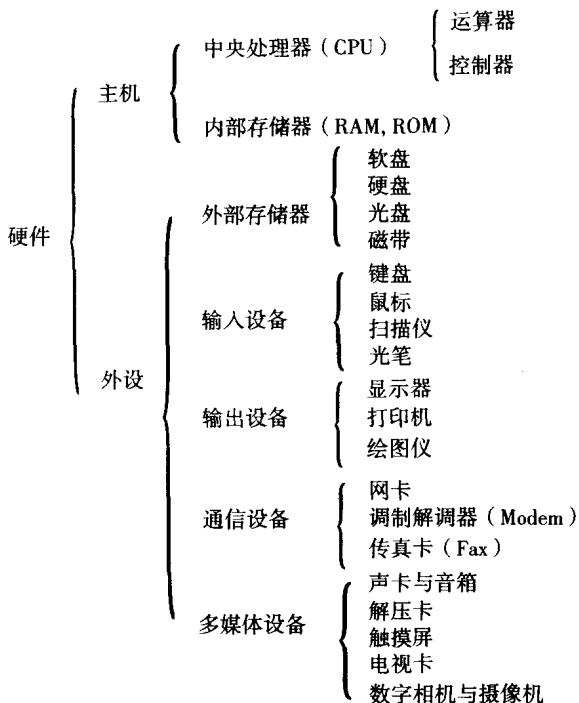 运算器
中央处理器（CPU）
控制器
主机
内部存储器（RAM, ROM）
软盘
硬盘
外部存储器
光盘
磁带
硬件
键盘
鼠标
输入设备
扫描仪
光笔
外设
显示器
输出设备
打印机
绘图仪
网卡
通信设备
调制解调器（Modem）
传真卡（Fax）
声卡与音箱
解压卡
多媒体设备
触摸屏
电视卡
数字相机与摄像机